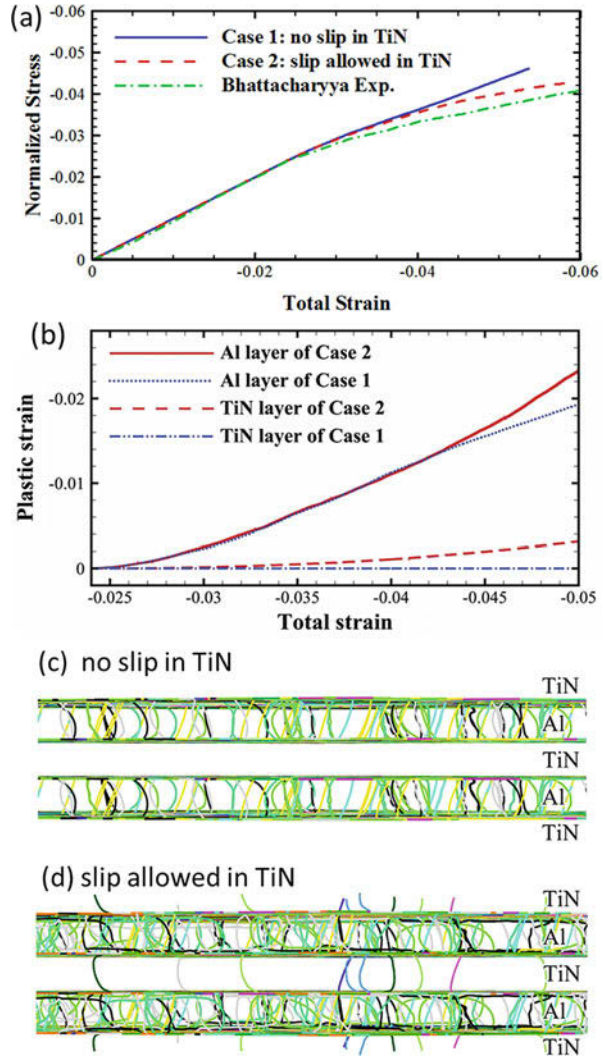 (a)
-0.06
-0.05
-0.04
-0.03
-0.02
-0.01
0
Normalized Stress
Case 1: no slip in TiN
Case 2: slip allowed in TiN
Bhattacharyya Exp.
0
-0.02
-0.04
-0.06
Total Strain
(b)
-0.02
-0.01
0
Plastic strain
Al layer of Case 2
Al layer of Case 1
TiN layer of Case 2
TiN layer of Case 1
-0.025
-0.03
-0.035
-0.04
-0.045
-0.05
Total strain
(c) no slip in TiN
TiN
Al
TiN
Al
TiN
(d) slip allowed in TiN
TiN
Al
TiN
Al
TiN